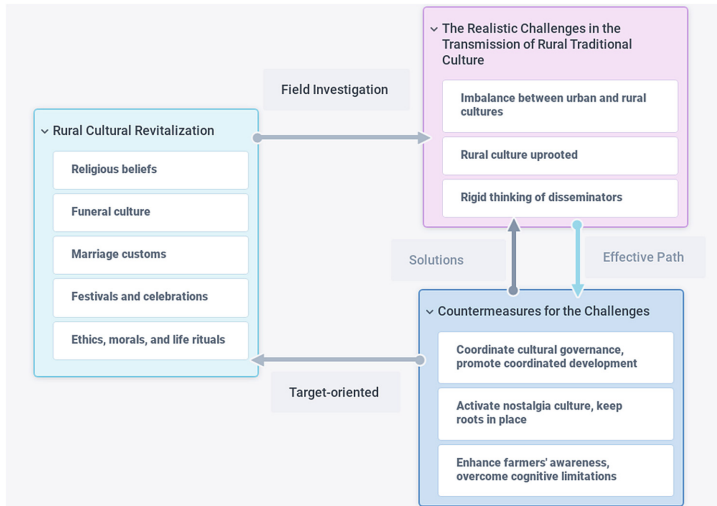 The Realistic Challenges in the
Transmission of Rural Traditional
Culture
Imbalance between urban and rural
cultures
Rural culture uprooted
Rigid thinking of disseminators
Field Investigation
Rural Cultural Revitalization
Religious beliefs
Funeral culture
Marriage customs
Festivals and celebrations
Ethics, morals, and life rituals
Solutions
Effective Path
Target-oriented
Countermeasures for the Challenges
Coordinate cultural governance,
promote coordinated development
Activate nostalgia culture, keep
roots in place
Enhance farmers' awareness,
overcome cognitive limitations